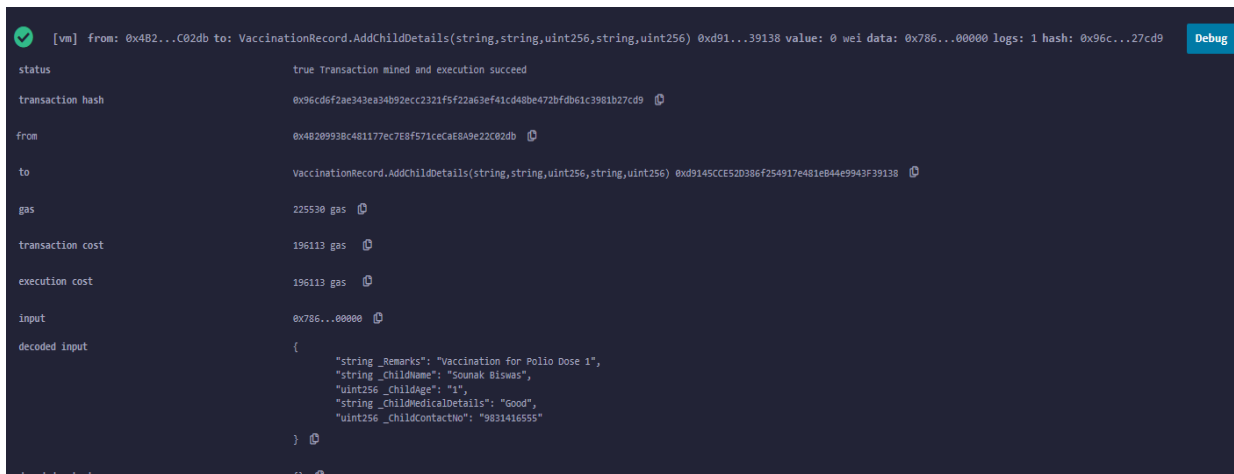 [vm] from: 0x4B2...C02db to: VaccinationRecord.AddChildDetails(string,string,uint256,string,uint256) 0xd91...39138 value: 0 wei data: 0x786...00000 logs: 1 hash: 0x96c...27cd9 Debug
status true Transaction mined and execution succeed
transaction hash 0x96cd6f2ae343ea34b92ecc2321f5f22a63ef41cd48be472bfdb61c3981b27cd9
from 0x4B20993Bc481177ec7E8f571ceCaE8A9e22C02db
to VaccinationRecord.AddChildDetails(string,string,uint256,string,uint256) 0xd9145CCE52D386f254917e481eB44e9943F39138
gas 225530 gas
transaction cost 196113 gas
execution cost 196113 gas
input 0x786...00000
decoded input {
"string _Remarks": "Vaccination for Polio Dose 1",
"string _ChildName": "Sounak Biswas",
"uint256 _ChildAge": "1",
"string _ChildMedicalDetails": "Good",
"uint256 _ChildContactNo": "9831416555"
}